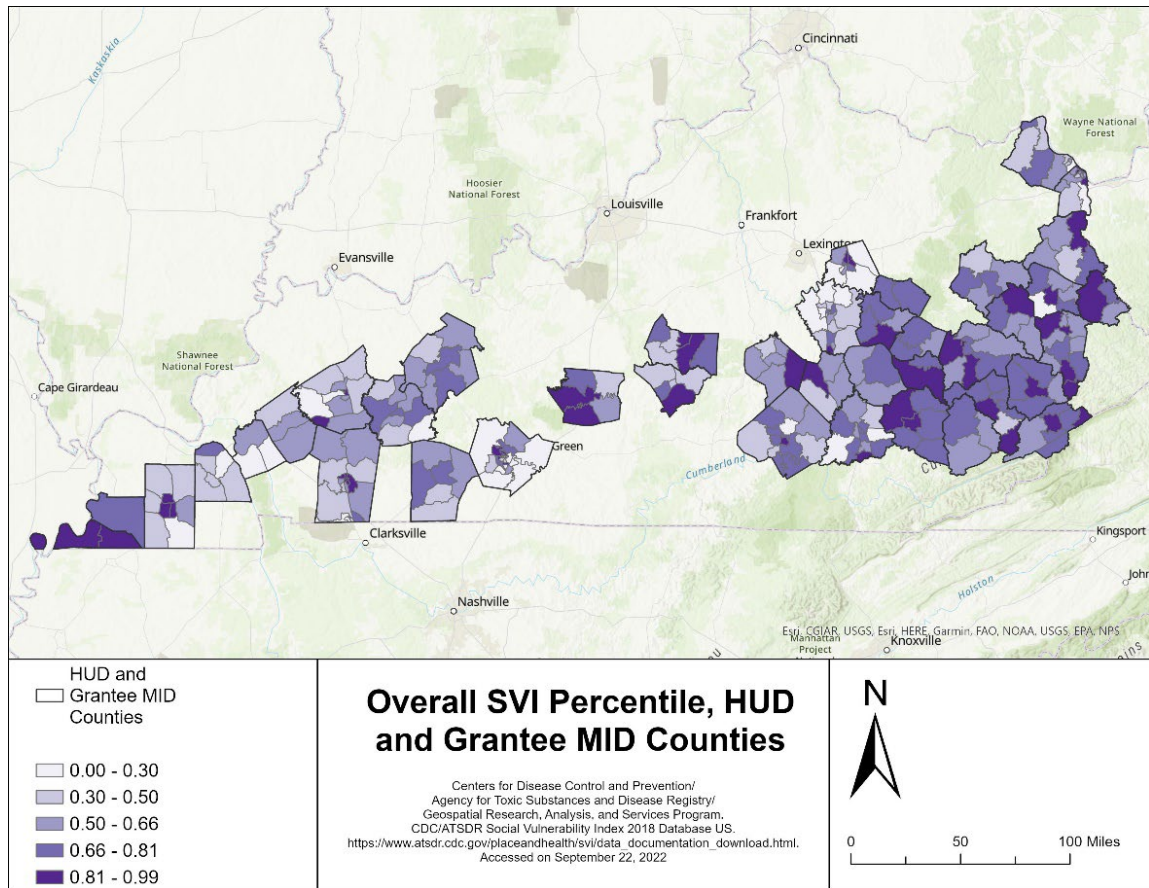 Cincinnati
Kaskaskia
Wayne National
Forest
Hoosier
National Forest
Louisville
Frankfort
Lexington
Evansville
Shawnee
National Forest
Cape Girardeau
Green
Cumberland
Cu
Clarksville
Kingsport
Nashville
Holston
John
Esri, CGIAR, USGS, Esri, HERE, Garmin, FAO, NOAA, USGS, EPA, NPS
Manhattan
Project
Knoxville
ains
HUD and
Grantee MID
Counties
0.00 - 0.30
0.30 - 0.50
0.50 - 0.66
0.66 - 0.81
0.81 - 0.99
Overall SVI Percentile, HUD
and Grantee MID Counties
Centers for Disease Control and Prevention/
Agency for Toxic Substances and Disease Registry/
Geospatial Research, Analysis, and Services Program.
CDC/ATSDR Social Vulnerability Index 2018 Database US.
https://www.atsdr.cdc.gov/placeandhealth/svi/data_documentation_download.html.
Accessed on September 22, 2022
N
0 50 100 Miles